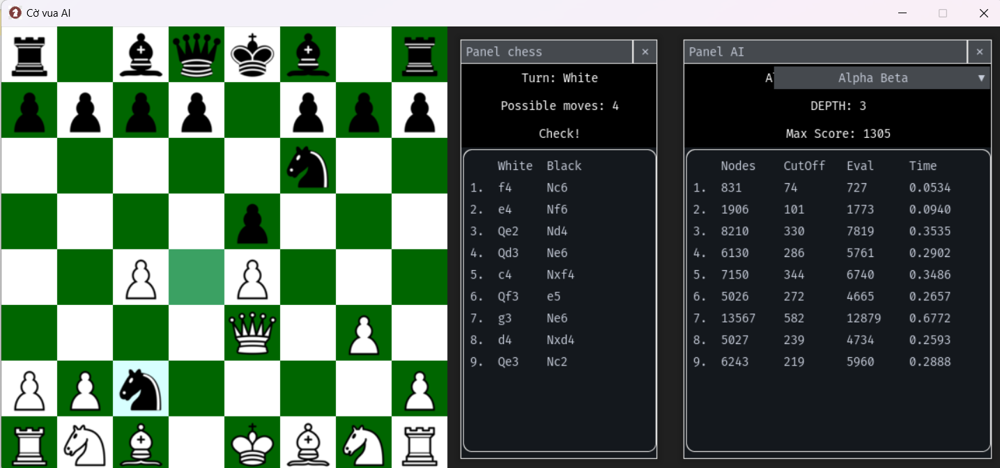 Cờ vua AI
Panel chess ×
Turn: White
Possible moves: 4
Check!
White Black
1. f4 Nc6
2. e4 Nf6
3. Qe2 Nd4
4. Qd3 Ne6
5. c4 Nxf4
6. Qf3 e5
7. g3 Ne6
8. d4 Nxd4
9. Qe3 Nc2
Panel AI ×
Alpha Beta ▼
DEPTH: 3
Max Score: 1305
Nodes CutOff Eval Time
1. 831 74 727 0.0534
2. 1906 101 1773 0.0940
3. 8210 330 7819 0.3535
4. 6130 286 5761 0.2902
5. 7150 344 6740 0.3486
6. 5026 272 4665 0.2657
7. 13567 582 12879 0.6772
8. 5027 239 4734 0.2593
9. 6243 219 5960 0.2888